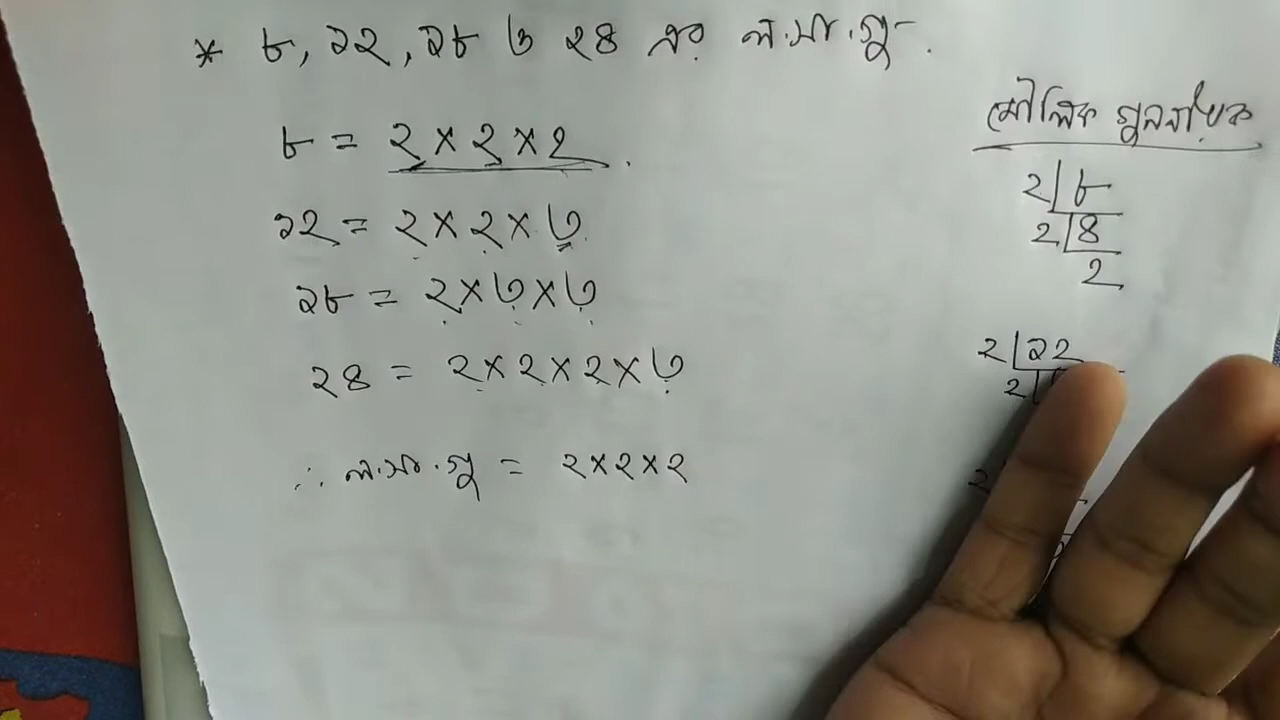 * ৮, ১২, ১৮ ও ২৪ এর ল.সা.গু-
৮ = ২×২×২
১২ = ২×২×৩
১৮ = ২×৩×৩
২৪ = ২×২×২×৩
∴ ল.সা.গু = ২×২×২
মৌলিক গুননীয়ক
২|৮
২|৪
২
২|১২
২|